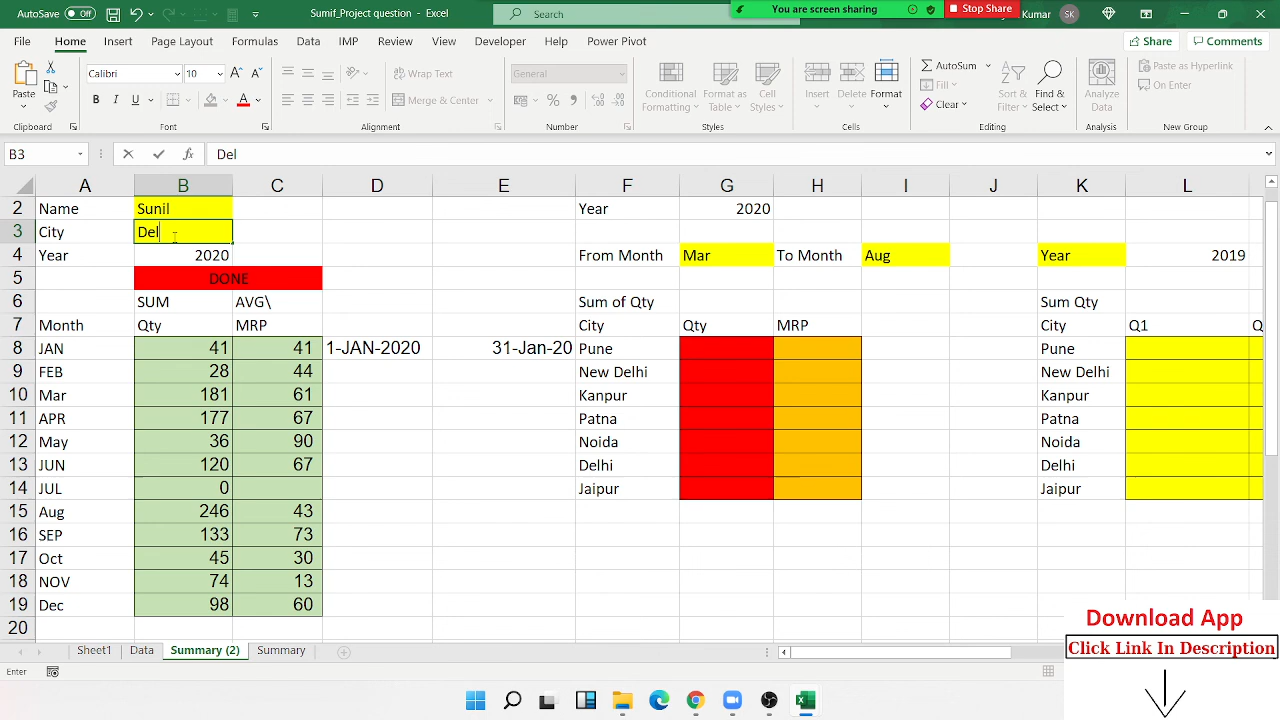 AutoSave Off Sunif_Project question - Excel Search You are screen sharing Stop Share Kumar SK
File Home Insert Page Layout Formulas Data IMP Review View Developer Help Power Pivot Share Comments
Paste Calibri 10 A A Wrap Text General Conditional Formatting Format as Table Cell Styles Insert Delete Format AutoSum Fill Clear Sort & Filter Find & Select Analyze Data Paste as Hyperlink On Enter
B I U A Merge & Center % ,
Clipboard Font Alignment Number Styles Cells Editing Analysis New Group
B3 fx Del
A B C D E F G H I J K L
2 Name Sunil Year 2020
3 City Del
4 Year 2020 From Month Mar To Month Aug Year 2019
5 DONE
6 SUM AVG\ Sum of Qty Sum Qty
7 Month Qty MRP City Qty MRP City Q1 Q
8 JAN 41 41 1-JAN-2020 31-Jan-20 Pune Pune
9 FEB 28 44 New Delhi New Delhi
10 Mar 181 61 Kanpur Kanpur
11 APR 177 67 Patna Patna
12 May 36 90 Noida Noida
13 JUN 120 67 Delhi Delhi
14 JUL 0 Jaipur Jaipur
15 Aug 246 43
16 SEP 133 73
17 Oct 45 30
18 NOV 74 13
19 Dec 98 60
20
Download App
Click Link In Description
Sheet1 Data Summary (2) Summary
Enter